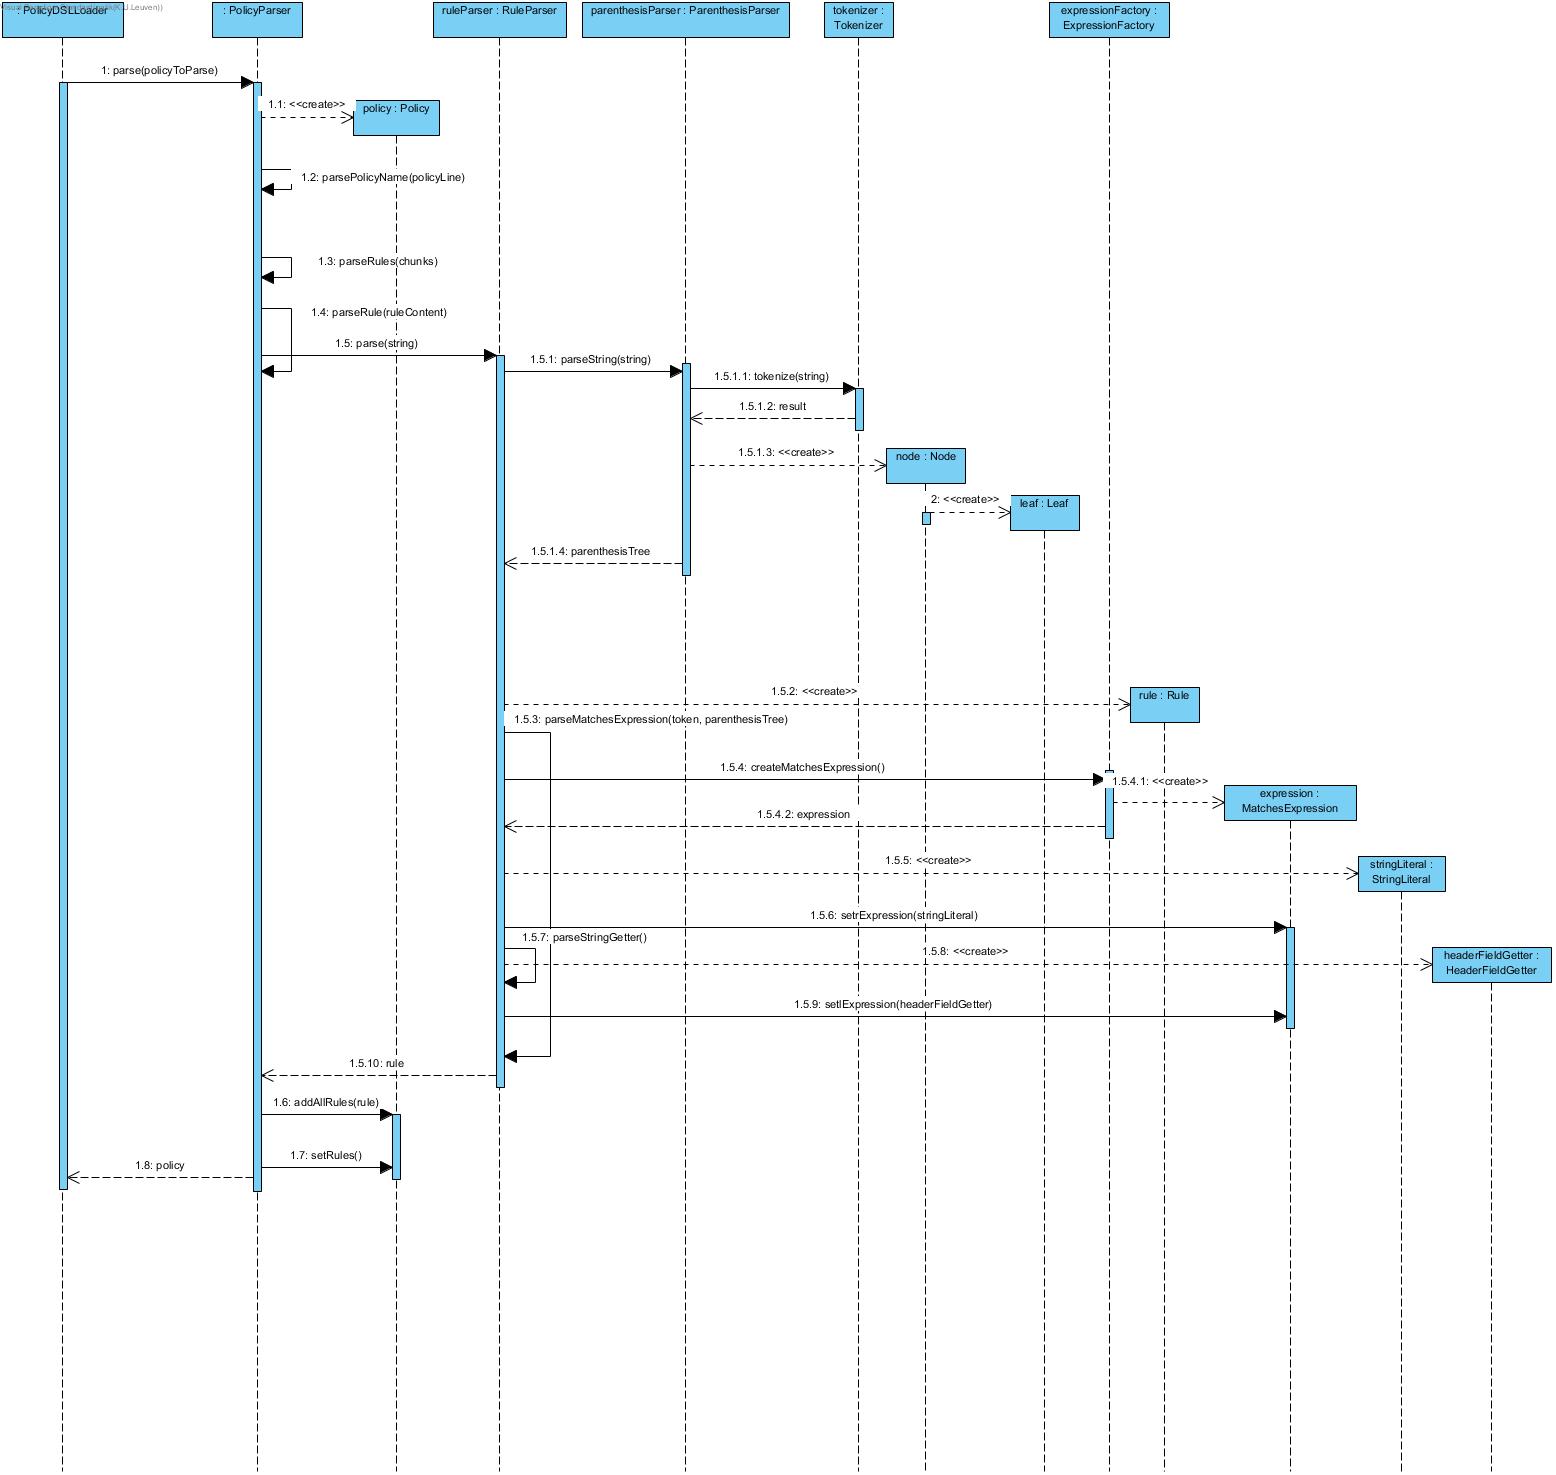 : PolicyDSLLoader
: PolicyParser
ruleParser : RuleParser
parenthesisParser : ParenthesisParser
tokenizer :
Tokenizer
expressionFactory :
ExpressionFactory
1: parse(policyToParse)
1.1: <<create>>
policy : Policy
1.2: parsePolicyName(policyLine)
1.3: parseRules(chunks)
1.4: parseRule(ruleContent)
1.5: parse(string)
1.5.1: parseString(string)
1.5.1.1: tokenize(string)
1.5.1.2: result
1.5.1.3: <<create>>
node : Node
2: <<create>>
leaf : Leaf
1.5.1.4: parenthesisTree
1.5.2: <<create>>
rule : Rule
1.5.3: parseMatchesExpression(token, parenthesisTree)
1.5.4: createMatchesExpression()
1.5.4.1: <<create>>
expression :
MatchesExpression
1.5.4.2: expression
1.5.5: <<create>>
stringLiteral :
StringLiteral
1.5.6: setrExpression(stringLiteral)
1.5.7: parseStringGetter()
1.5.8: <<create>>
headerFieldGetter :
HeaderFieldGetter
1.5.9: setlExpression(headerFieldGetter)
1.5.10: rule
1.6: addAllRules(rule)
1.7: setRules()
1.8: policy